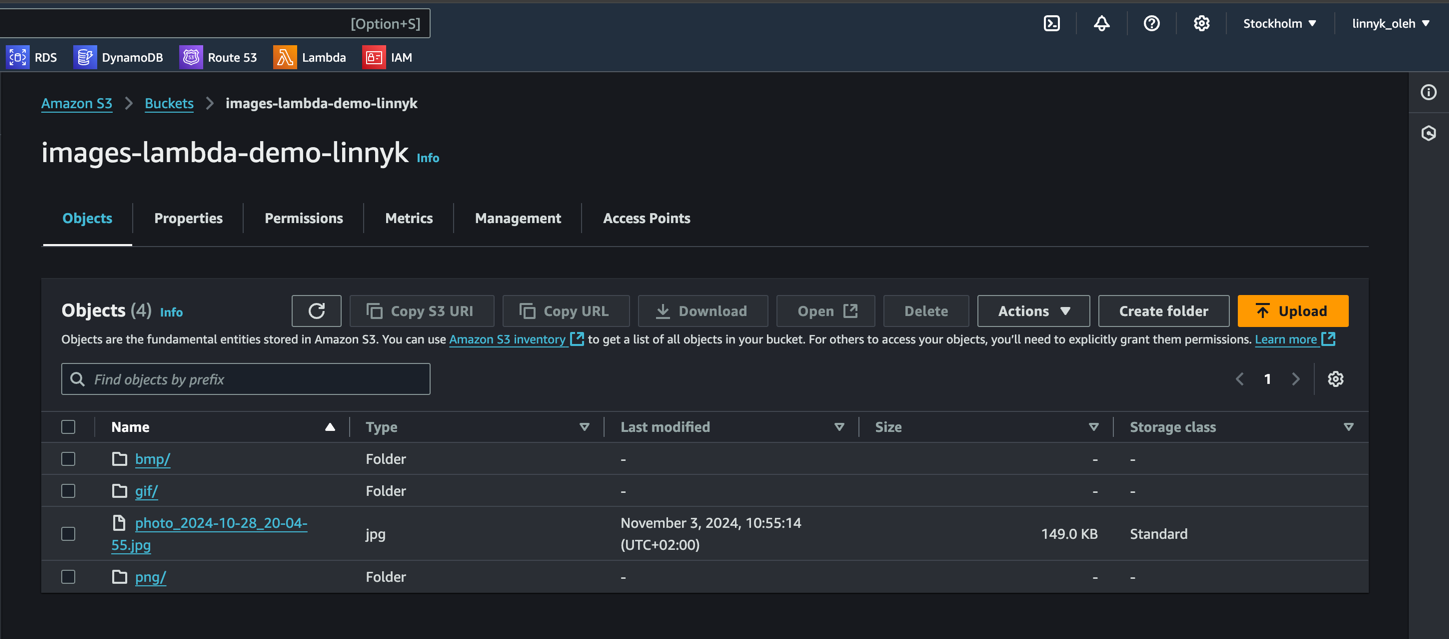 [Option+S]
Stockholm
linnyk_oleh
RDS
DynamoDB
Route 53
Lambda
IAM
Amazon S3
Buckets
images-lambda-demo-linnyk
images-lambda-demo-linnyk Info
Objects
Properties
Permissions
Metrics
Management
Access Points
Objects (4) Info
Copy S3 URI
Copy URL
Download
Open
Delete
Actions
Create folder
Upload
Objects are the fundamental entities stored in Amazon S3. You can use Amazon S3 inventory to get a list of all objects in your bucket. For others to access your objects, you'll need to explicitly grant them permissions. Learn more
Find objects by prefix
1
Name Type Last modified Size Storage class
bmp/ Folder - - -
gif/ Folder - - -
photo_2024-10-28_20-04-
55.jpg
jpg
November 3, 2024, 10:55:14
(UTC+02:00)
149.0 KB
Standard
png/ Folder - - -